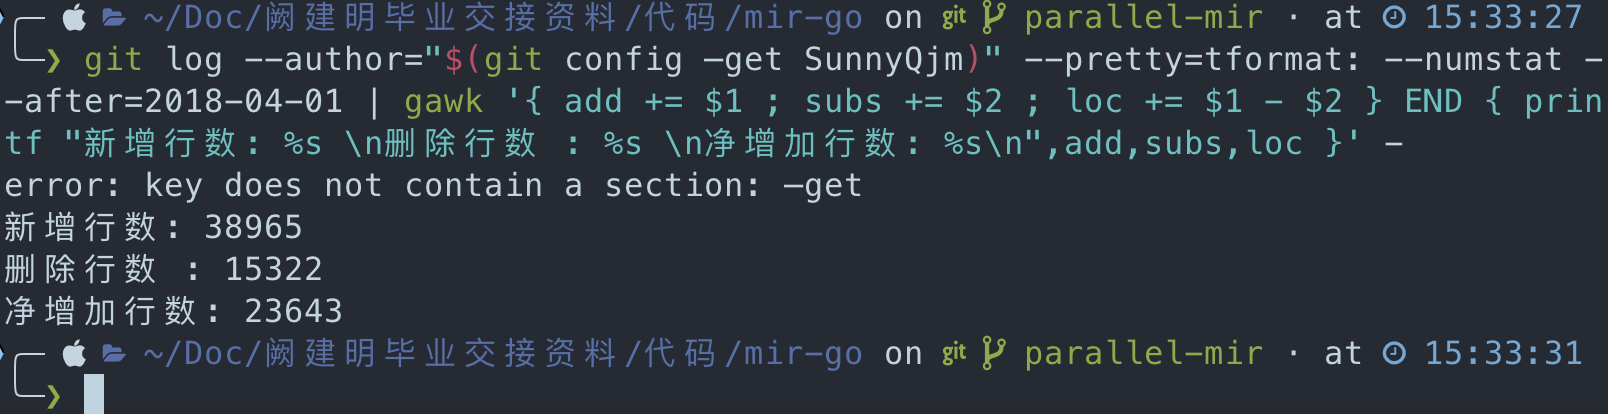 ~/Doc/阙建明毕业交接资料/代码/mir-go on git parallel-mir · at 15:33:27
❯ git log --author="$(git config —get SunnyQjm)" --pretty=tformat: --numstat -
-after=2018-04-01 | gawk '{ add += $1 ; subs += $2 ; loc += $1 - $2 } END { prin
tf "新增行数: %s \n删除行数 : %s \n净增加行数: %s\n",add,subs,loc }' -
error: key does not contain a section: —get
新增行数: 38965
删除行数 : 15322
净增加行数: 23643
~/Doc/阙建明毕业交接资料/代码/mir-go on git parallel-mir · at 15:33:31
❯